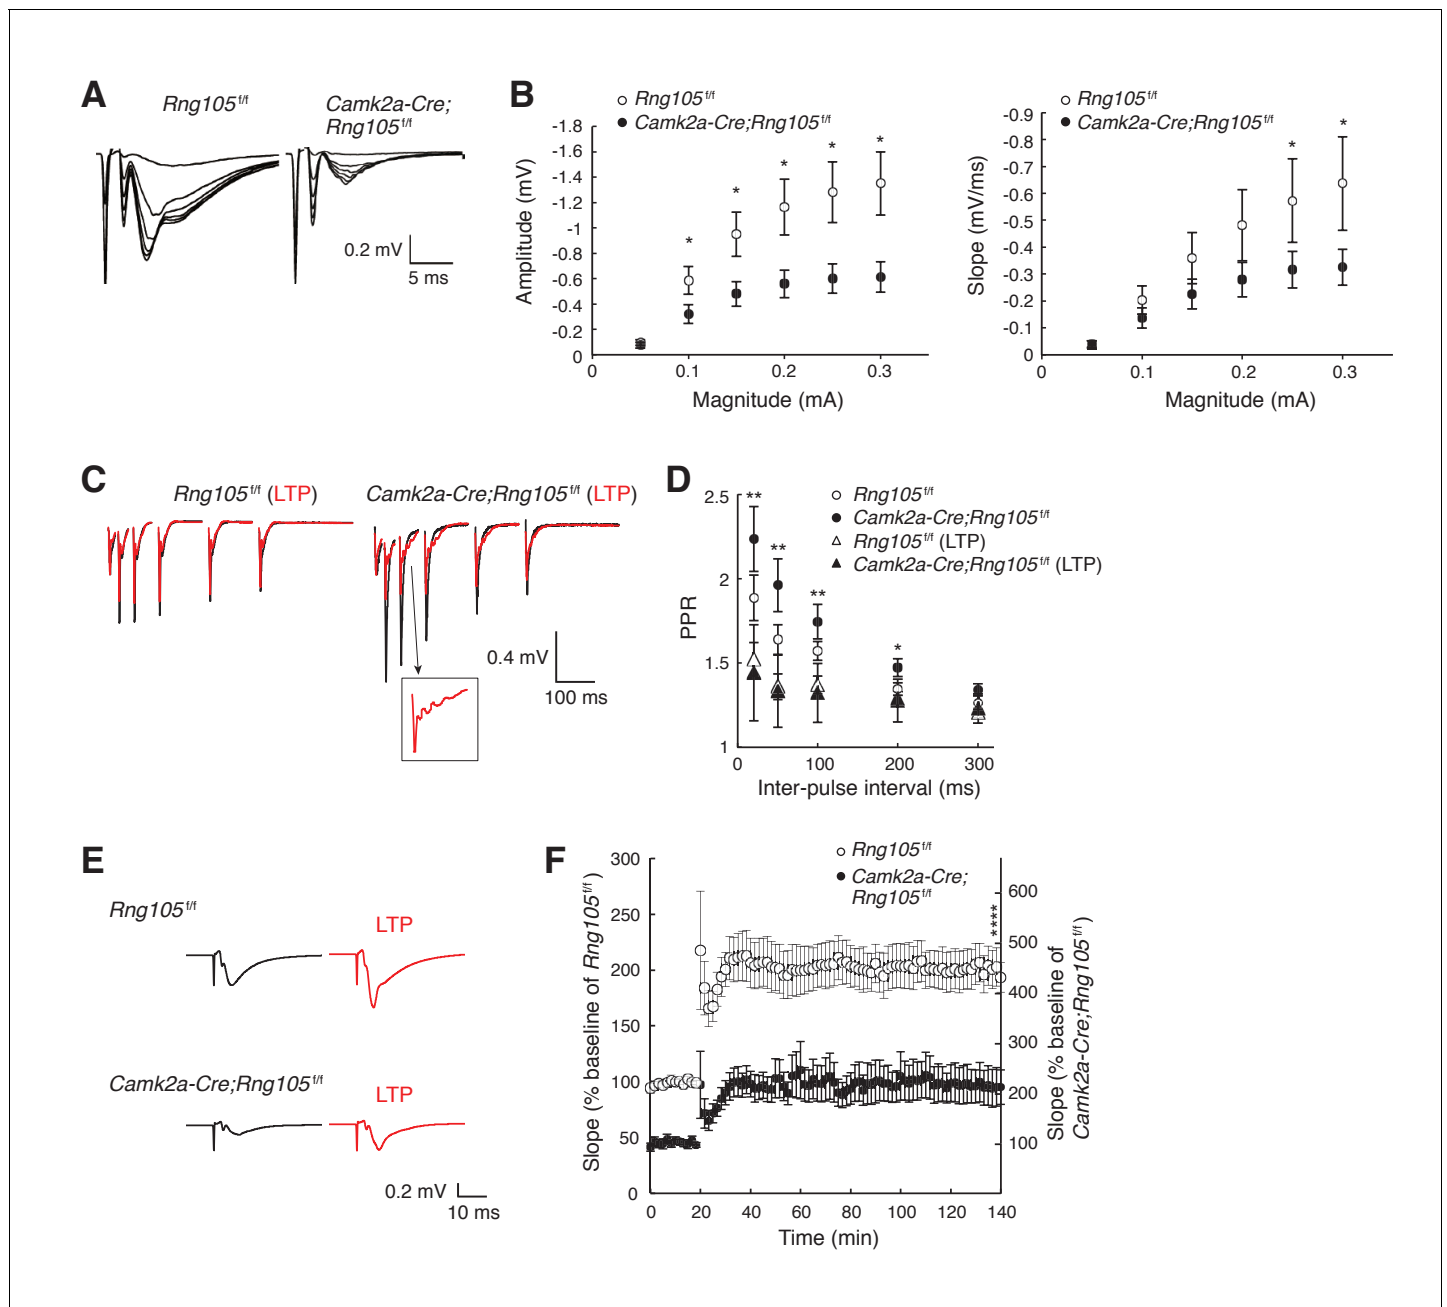 A
Rng105f/f
Camk2a-Cre;
Rng105f/f
0.2 mV
5 ms
B
Rng105f/f
Camk2a-Cre;Rng105f/f
-1.8
-1.6
-1.4
-1.2
-1
-0.8
-0.6
-0.4
-0.2
0
Amplitude (mV)
* * * * *
0 0.1 0.2 0.3
Magnitude (mA)
Rng105f/f
Camk2a-Cre;Rng105f/f
-0.9
-0.8
-0.7
-0.6
-0.5
-0.4
-0.3
-0.2
-0.1
0
Slope (mV/ms)
* *
0 0.1 0.2 0.3
Magnitude (mA)
C
Rng105f/f (LTP)
Camk2a-Cre;Rng105f/f (LTP)
0.4 mV
100 ms
D
Rng105f/f
Camk2a-Cre;Rng105f/f
Rng105f/f (LTP)
Camk2a-Cre;Rng105f/f (LTP)
2.5
2
1.5
1
PPR
** ** ** *
0 100 200 300
Inter-pulse interval (ms)
E
Rng105f/f
LTP
Camk2a-Cre;Rng105f/f
LTP
0.2 mV
10 ms
F
Rng105f/f
Camk2a-Cre;
Rng105f/f
300
250
200
150
100
50
0
Slope (% baseline of Rng105f/f)
****
600
500
400
300
200
100
Slope (% baseline of
Camk2a-Cre;Rng105f/f)
0 20 40 60 80 100 120 140
Time (min)